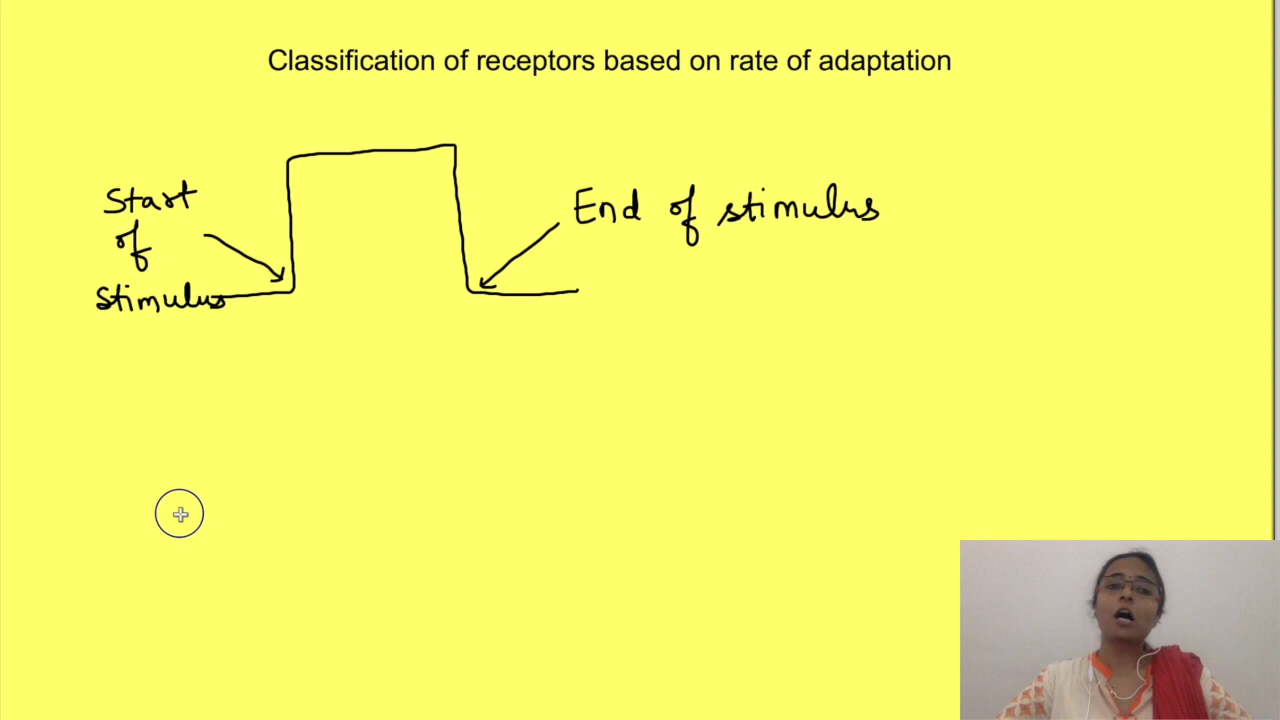 Classification of receptors based on rate of adaptation
Start
of
stimulus
End of stimulus